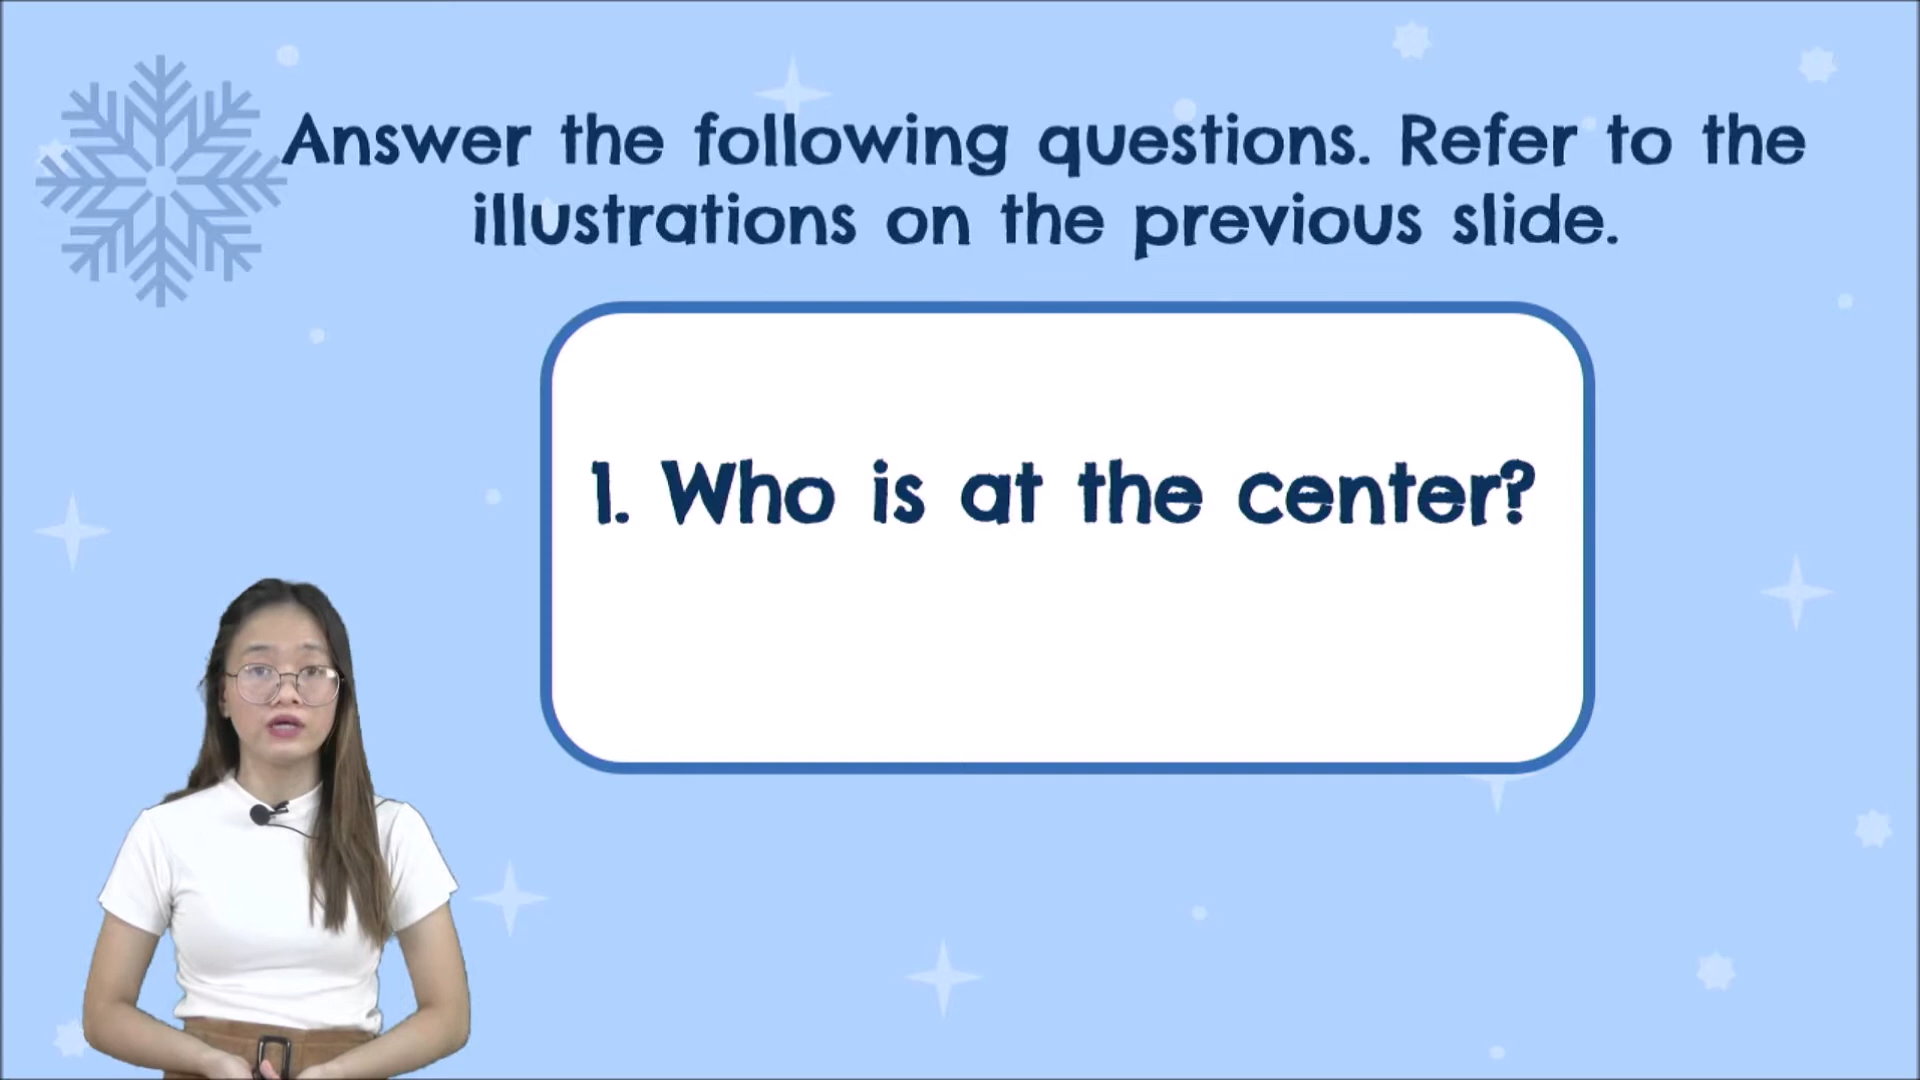 Answer the following questions. Refer to the
illustrations on the previous slide.
1. Who is at the center?